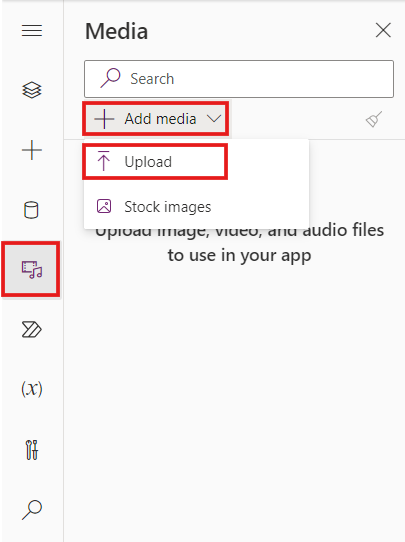 Media
Search
Add media
Upload
Stock images
Upload image, video, and audio files
to use in your app
(x)